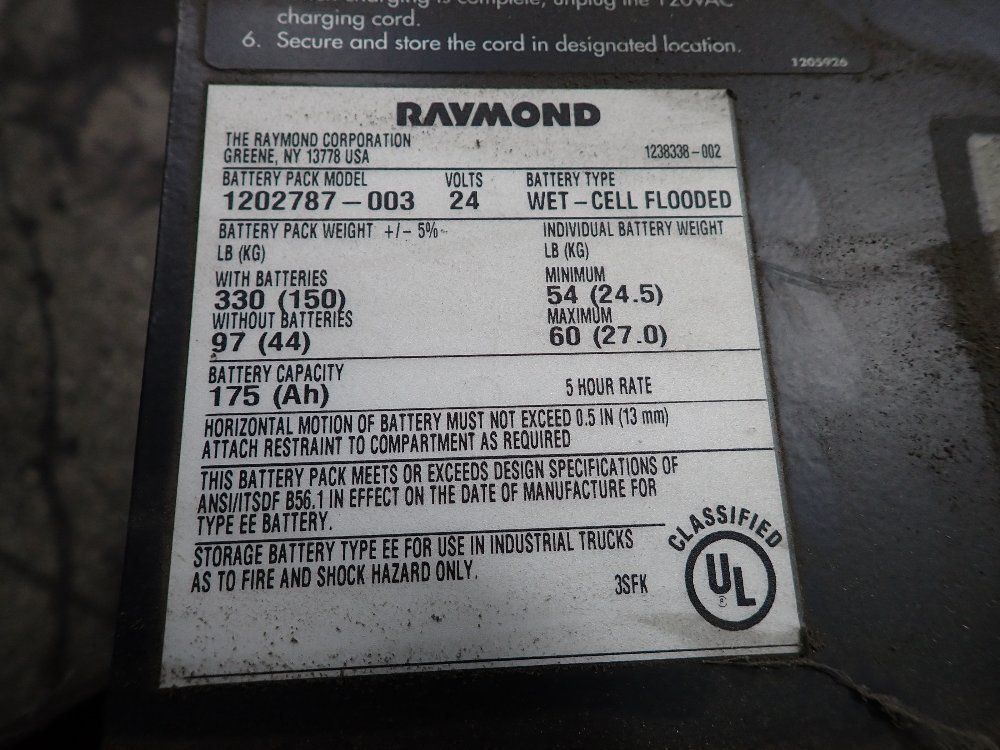 charging is complete, unplug the 120VAC
charging cord.
6. Secure and store the cord in designated location.
1205926
RAYMOND
THE RAYMOND CORPORATION
GREENE, NY 13778 USA
1238338-002
BATTERY PACK MODEL VOLTS BATTERY TYPE
1202787-003 24 WET-CELL FLOODED
BATTERY PACK WEIGHT +/- 5% INDIVIDUAL BATTERY WEIGHT
LB (KG) LB (KG)
WITH BATTERIES MINIMUM
330 (150) 54 (24.5)
WITHOUT BATTERIES MAXIMUM
97 (44) 60 (27.0)
BATTERY CAPACITY
175 (Ah) 5 HOUR RATE
HORIZONTAL MOTION OF BATTERY MUST NOT EXCEED 0.5 IN (13 mm)
ATTACH RESTRAINT TO COMPARTMENT AS REQUIRED
THIS BATTERY PACK MEETS OR EXCEEDS DESIGN SPECIFICATIONS OF
ANSI/ITSDF B56.1 IN EFFECT ON THE DATE OF MANUFACTURE FOR
TYPE EE BATTERY.
STORAGE BATTERY TYPE EE FOR USE IN INDUSTRIAL TRUCKS
AS TO FIRE AND SHOCK HAZARD ONLY.
3SFK
CLASSIFIED
UL
®